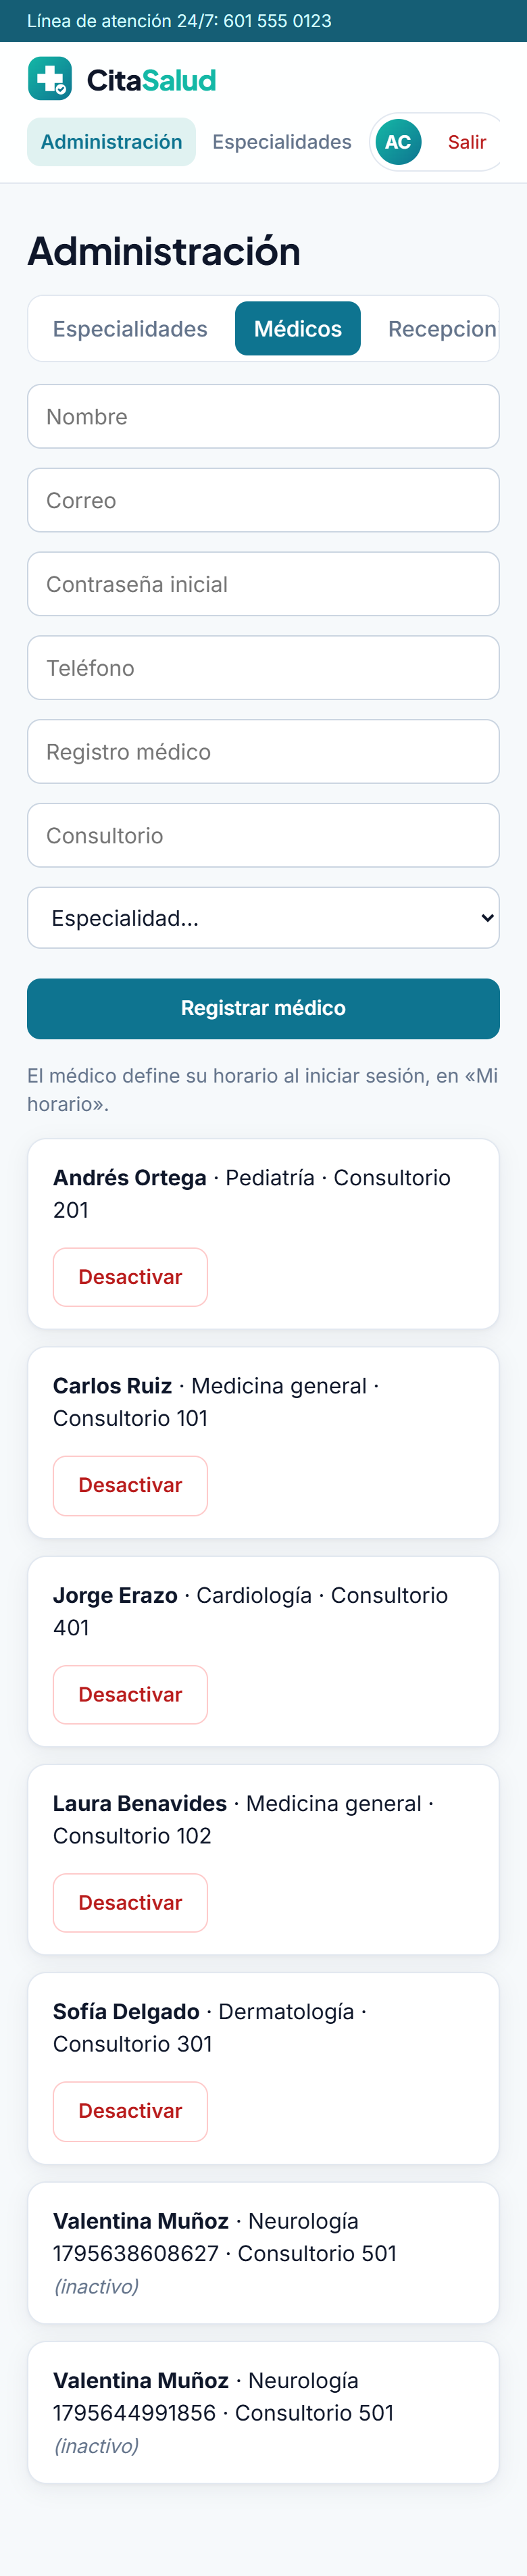 Línea de atención 24/7: 601 555 0123
CitaSalud
Administración Especialidades AC Salir
Administración
Especialidades Médicos Recepcion
Nombre
Correo
Contraseña inicial
Teléfono
Registro médico
Consultorio
Especialidad...
Registrar médico
El médico define su horario al iniciar sesión, en «Mi
horario».
Andrés Ortega · Pediatría · Consultorio
201
Desactivar
Carlos Ruiz · Medicina general ·
Consultorio 101
Desactivar
Jorge Erazo · Cardiología · Consultorio
401
Desactivar
Laura Benavides · Medicina general ·
Consultorio 102
Desactivar
Sofía Delgado · Dermatología ·
Consultorio 301
Desactivar
Valentina Muñoz · Neurología
1795638608627 · Consultorio 501
(inactivo)
Valentina Muñoz · Neurología
1795644991856 · Consultorio 501
(inactivo)